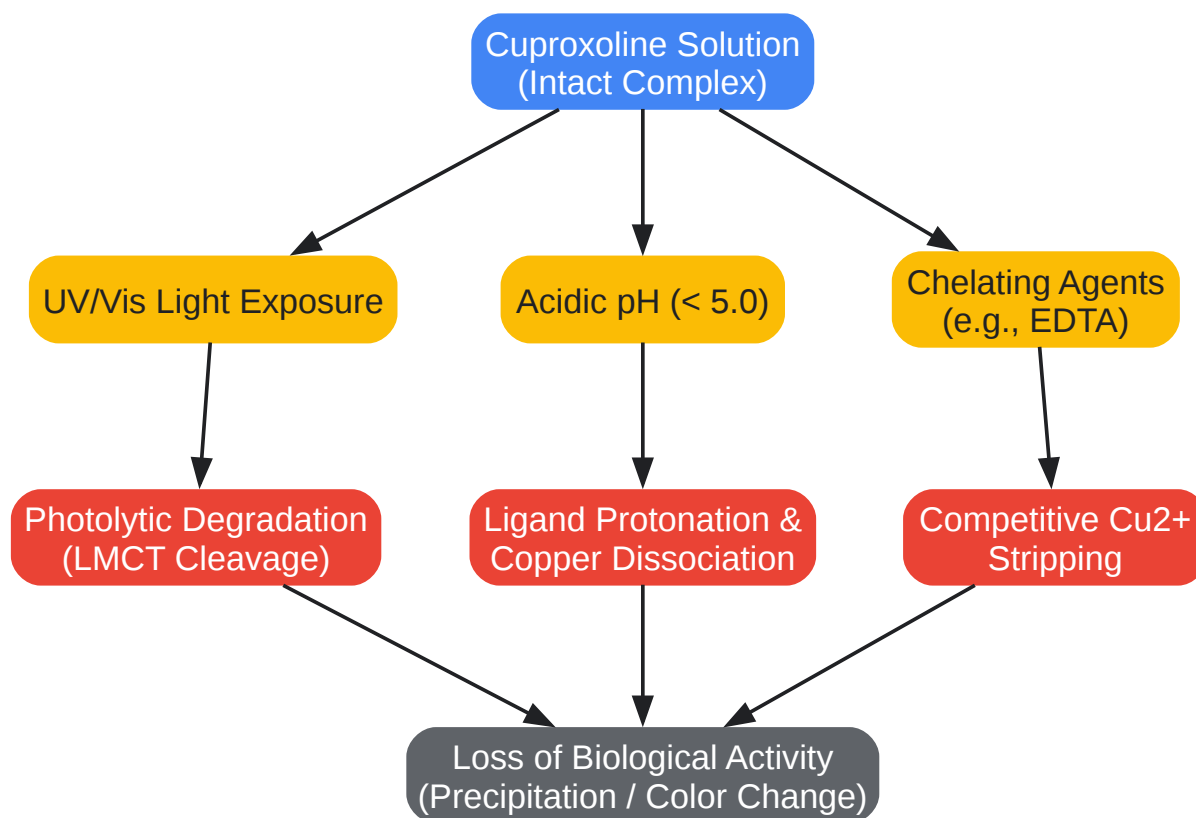 Cuproxoline Solution
(Intact Complex)
UV/Vis Light Exposure
Acidic pH (< 5.0)
Chelating Agents
(e.g., EDTA)
Photolytic Degradation
(LMCT Cleavage)
Ligand Protonation &
Copper Dissociation
Competitive Cu2+
Stripping
Loss of Biological Activity
(Precipitation / Color Change)